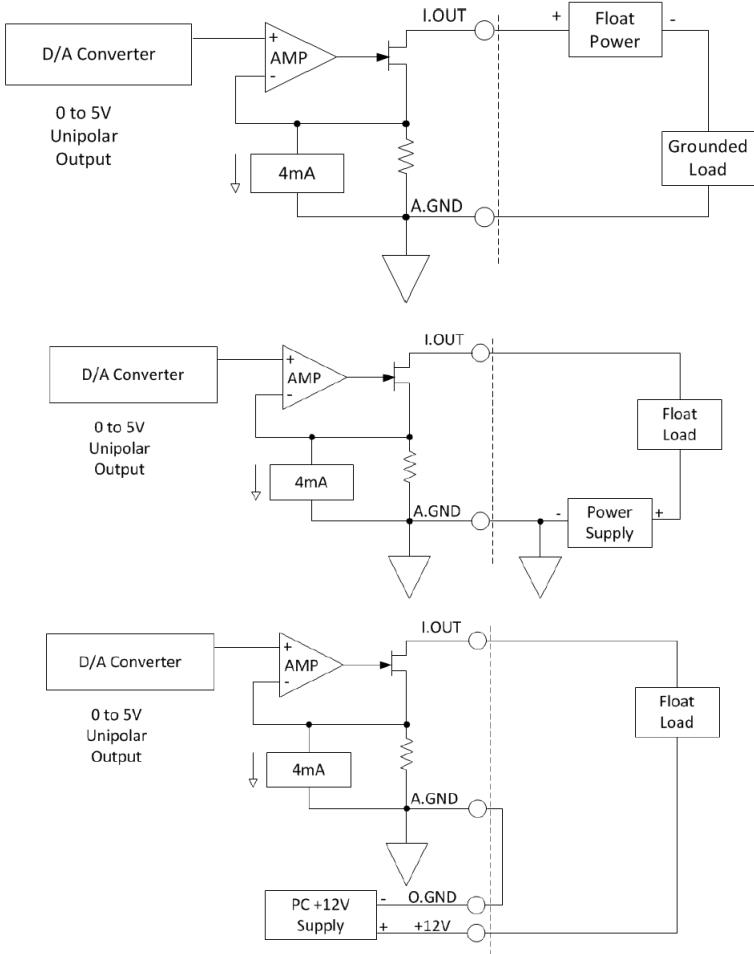 I.OUT
+
Float
Power
-
D/A Converter
+
AMP
-
0 to 5V
Unipolar
Output
4mA
Grounded
Load
A.GND
I.OUT
D/A Converter
+
AMP
-
0 to 5V
Unipolar
Output
Float
Load
4mA
A.GND
-
Power
Supply
+
I.OUT
D/A Converter
+
AMP
-
0 to 5V
Unipolar
Output
Float
Load
4mA
A.GND
PC +12V
Supply
- O.GND
+ +12V